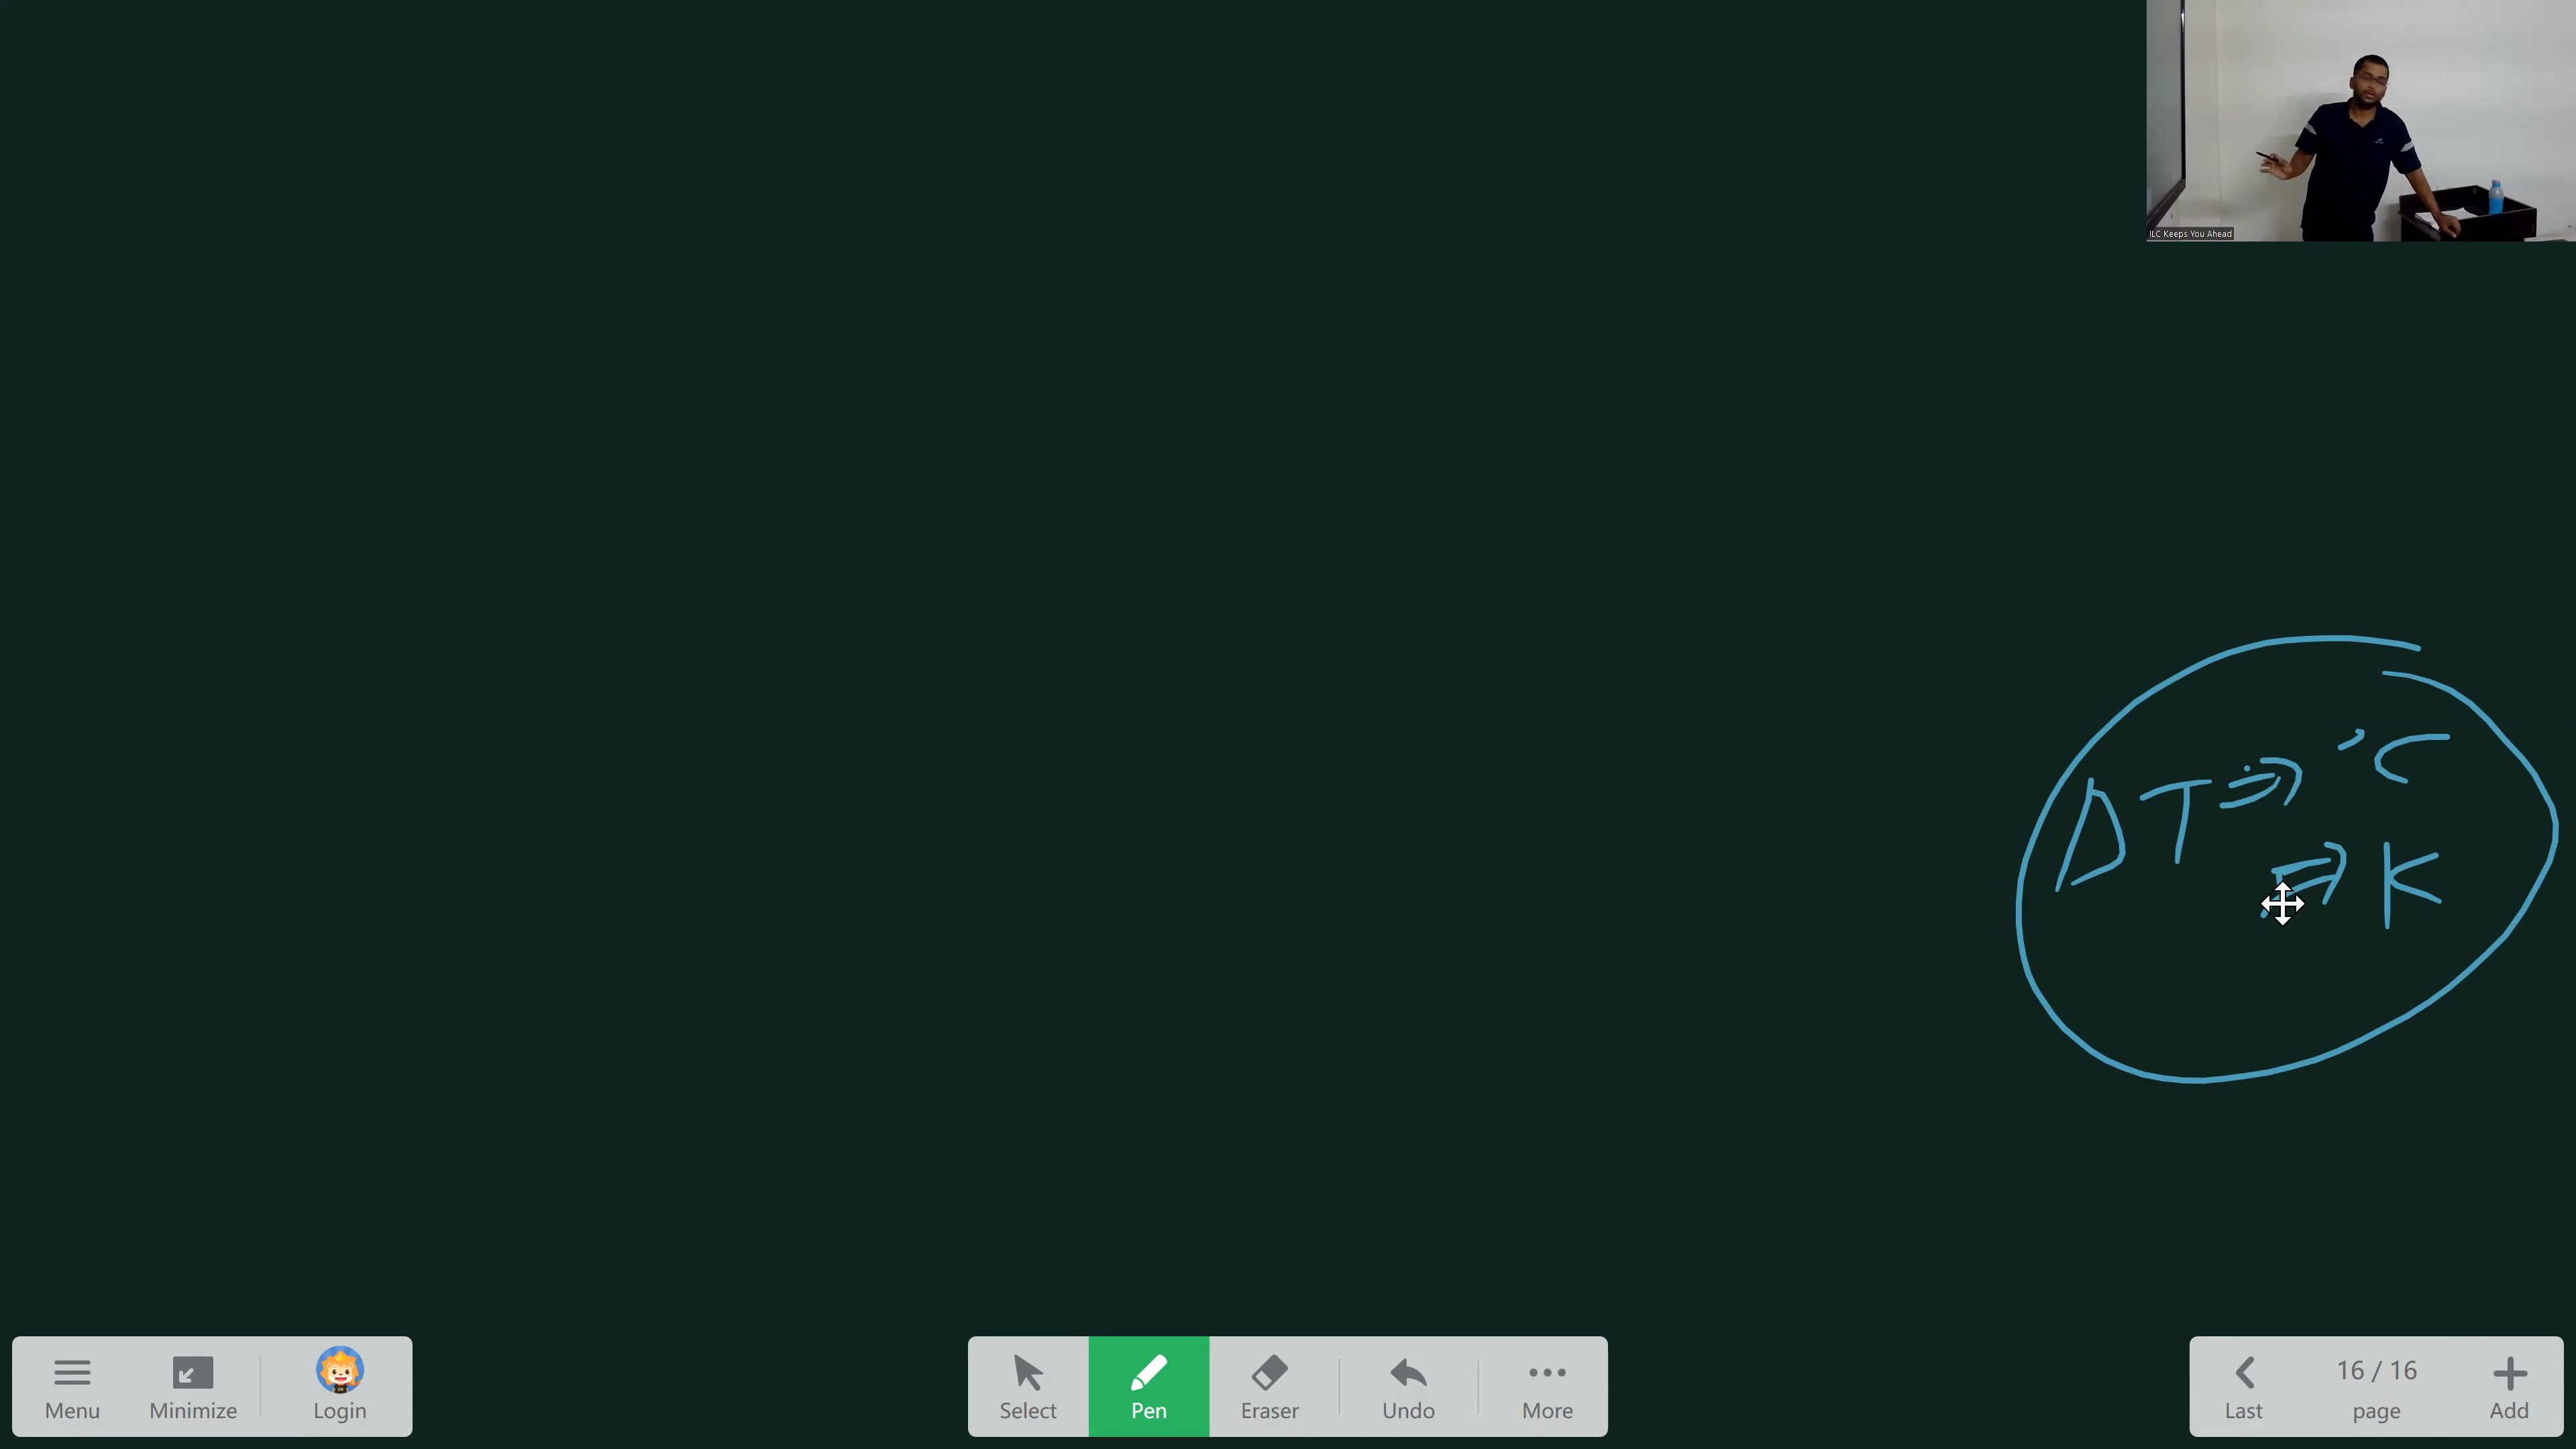 ILC Keeps You Ahead
ΔT ⇒ °C
⇒ K
Menu Minimize Login Select Pen Eraser Undo More Last 16 / 16 page Add